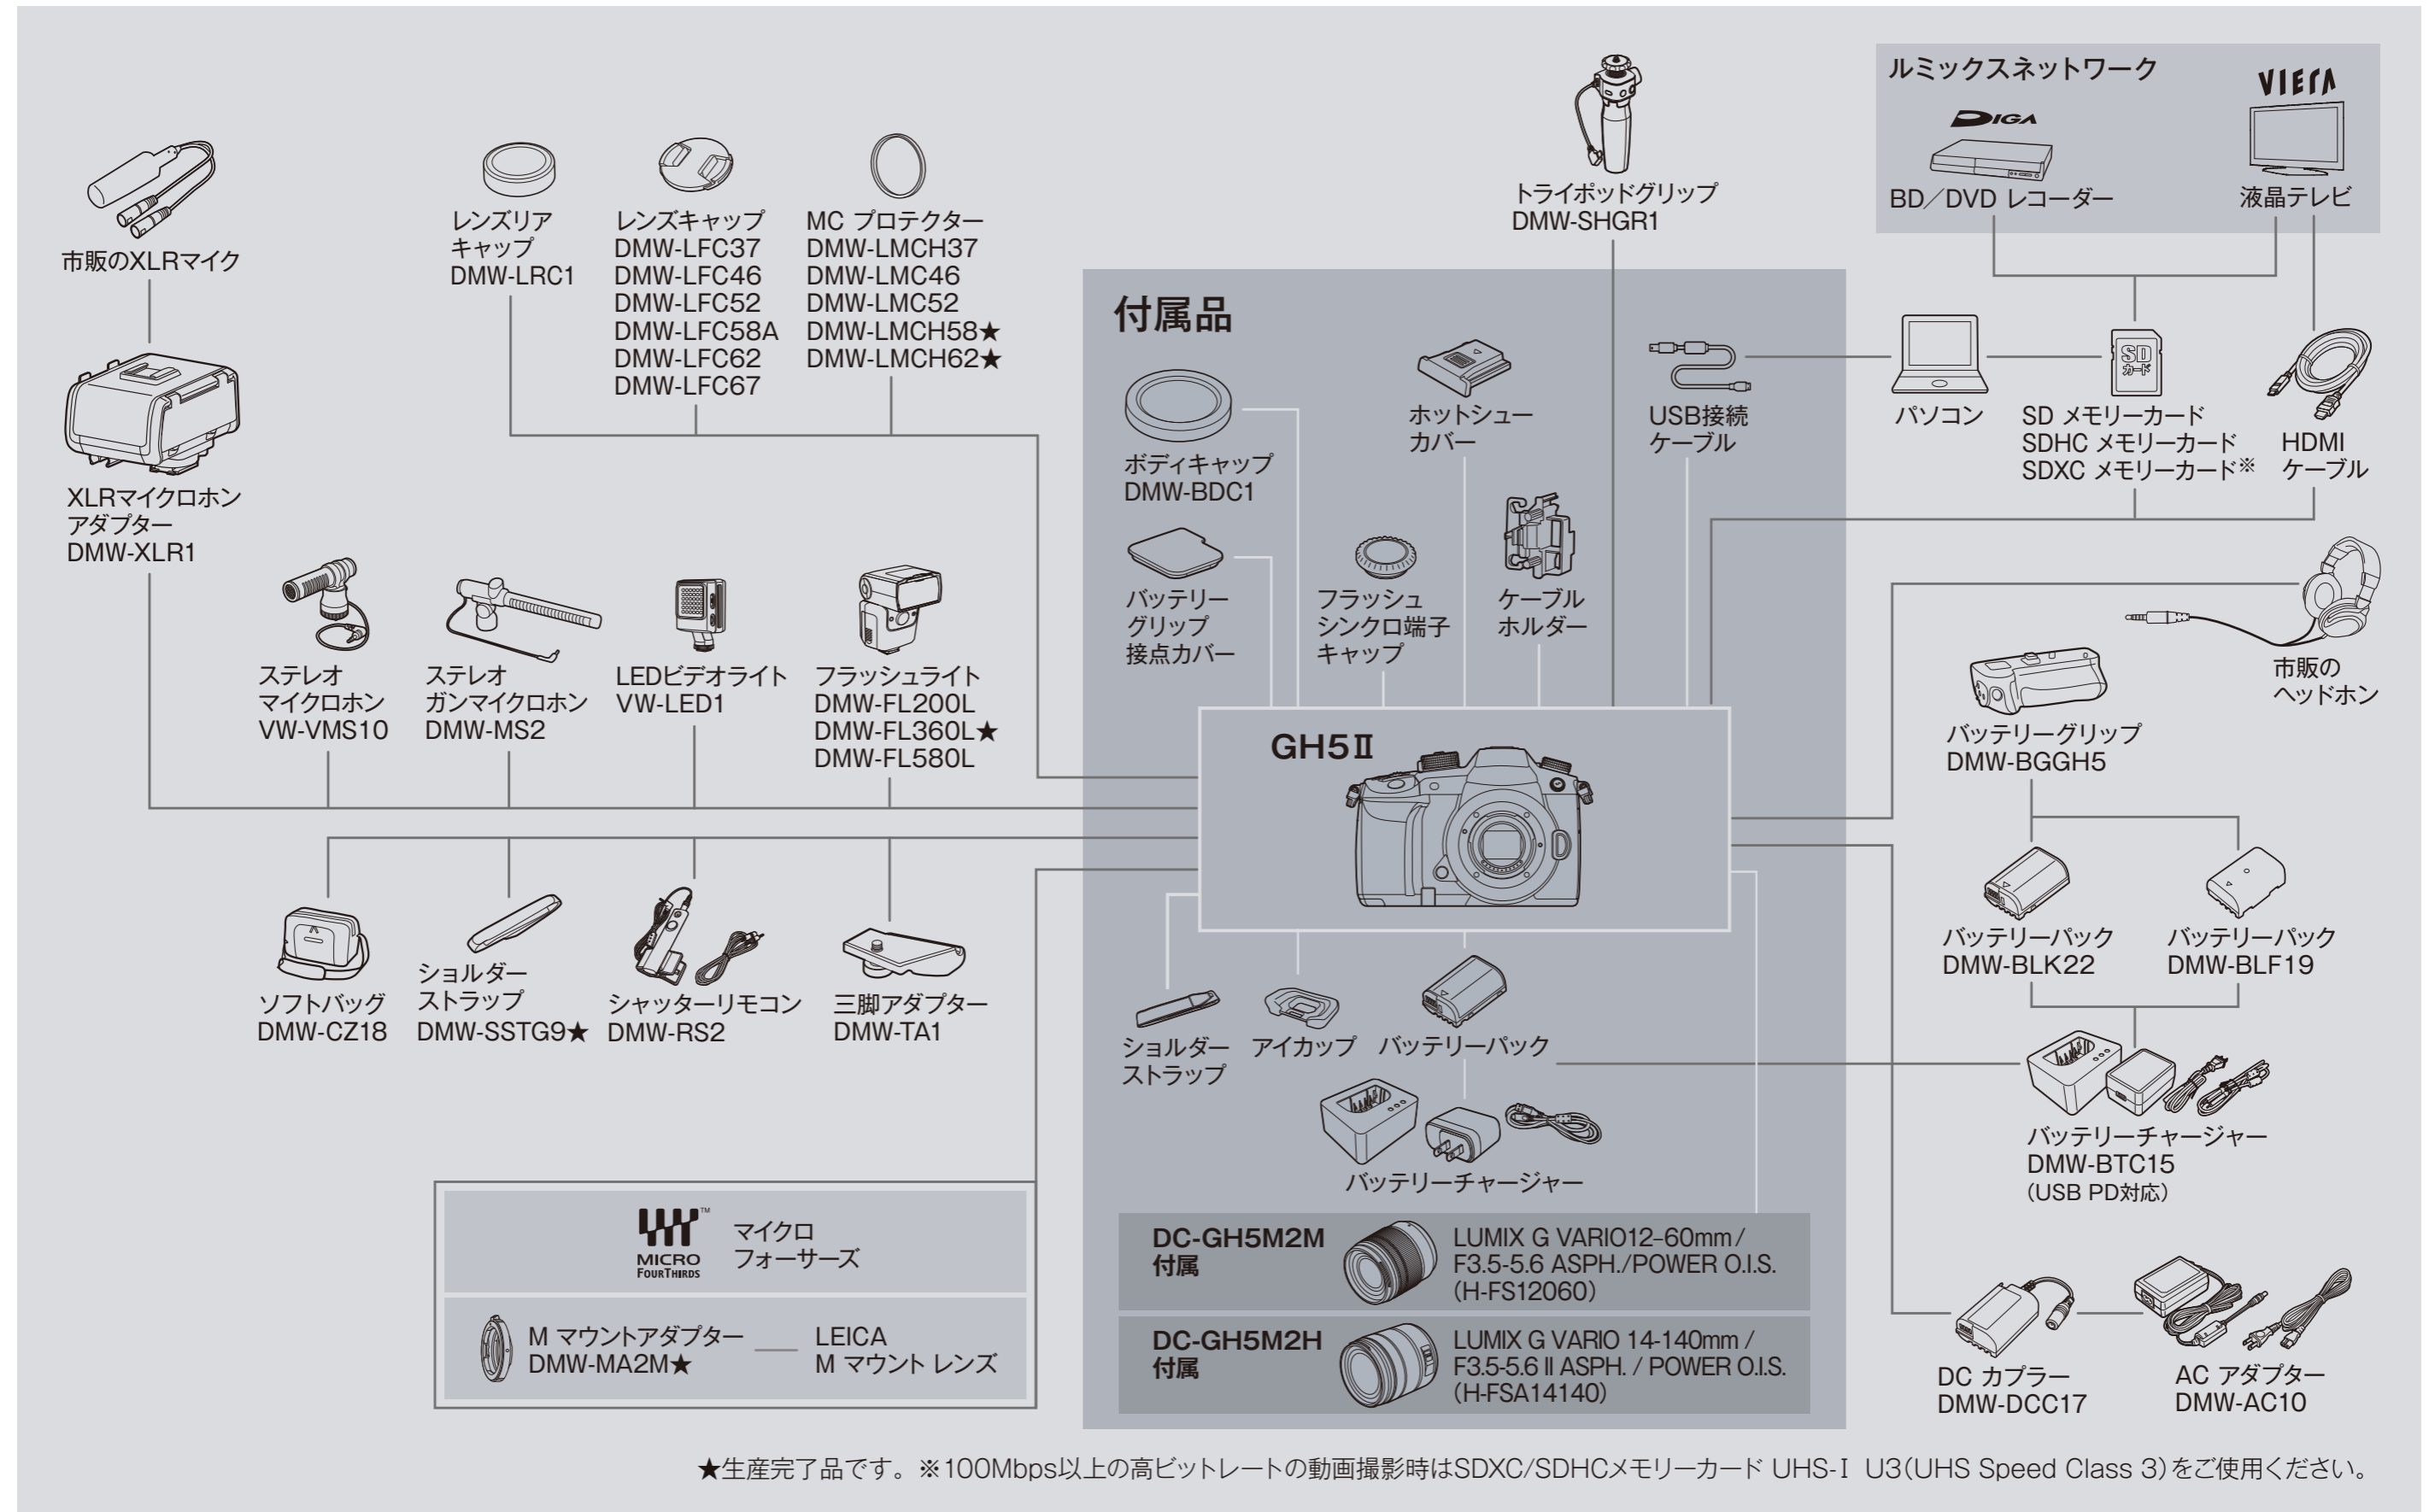 市販のXLRマイク
XLRマイクロホン
アダプター
DMW-XLR1
レンズリア
キャップ
DMW-LRC1
レンズキャップ
DMW-LFC37
DMW-LFC46
DMW-LFC52
DMW-LFC58A
DMW-LFC62
DMW-LFC67
MC プロテクター
DMW-LMCH37
DMW-LMC46
DMW-LMC52
DMW-LMCH58★
DMW-LMCH62★
トライポッドグリップ
DMW-SHGR1
ルミックスネットワーク
DIGA
BD／DVD レコーダー
VIERA
液晶テレビ
付属品
ボディキャップ
DMW-BDC1
ホットシュー
カバー
USB接続
ケーブル
バッテリー
グリップ
接点カバー
フラッシュ
シンクロ端子
キャップ
ケーブル
ホルダー
パソコン
SD
カード
SD メモリーカード
SDHC メモリーカード
SDXC メモリーカード※
HDMI
ケーブル
市販の
ヘッドホン
ステレオ
マイクロホン
VW-VMS10
ステレオ
ガンマイクロホン
DMW-MS2
LEDビデオライト
VW-LED1
フラッシュライト
DMW-FL200L
DMW-FL360L★
DMW-FL580L
GH5Ⅱ
バッテリーグリップ
DMW-BGGH5
バッテリーパック
DMW-BLK22
バッテリーパック
DMW-BLF19
ソフトバッグ
DMW-CZ18
ショルダー
ストラップ
DMW-SSTG9★
シャッターリモコン
DMW-RS2
三脚アダプター
DMW-TA1
ショルダー
ストラップ
アイカップ
バッテリーパック
バッテリーチャージャー
バッテリーチャージャー
DMW-BTC15
（USB PD対応）
MICRO
FOURTHIRDS
TM
マイクロ
フォーサーズ
M マウントアダプター
DMW-MA2M★
LEICA
M マウント レンズ
DC-GH5M2M
付属
LUMIX G VARIO12–60mm/
F3.5-5.6 ASPH./POWER O.I.S.
（H-FS12060）
DC-GH5M2H
付属
LUMIX G VARIO 14-140mm /
F3.5-5.6 II ASPH. / POWER O.I.S.
（H-FSA14140）
DC カプラー
DMW-DCC17
AC アダプター
DMW-AC10
★生産完了品です。※100Mbps以上の高ビットレートの動画撮影時はSDXC/SDHCメモリーカード UHS-Ⅰ U3（UHS Speed Class 3）をご使用ください。